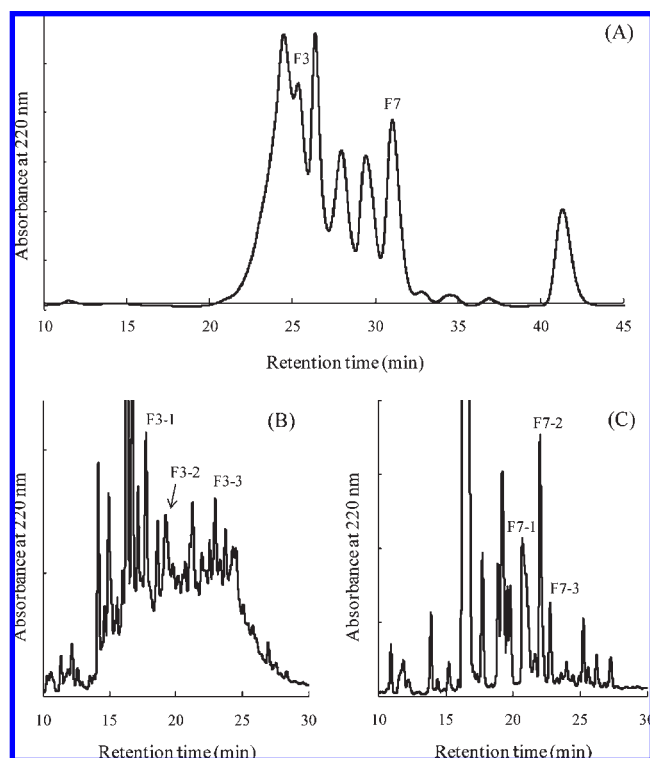 (A)
F3
F7
Absorbance at 220 nm
10 15 20 25 30 35 40 45
Retention time (min)
(B)
F3-1
F3-2
F3-3
Absorbance at 220 nm
10 15 20 25 30
Retention time (min)
(C)
F7-2
F7-1
F7-3
Absorbance at 220 nm
10 15 20 25 30
Retention time (min)